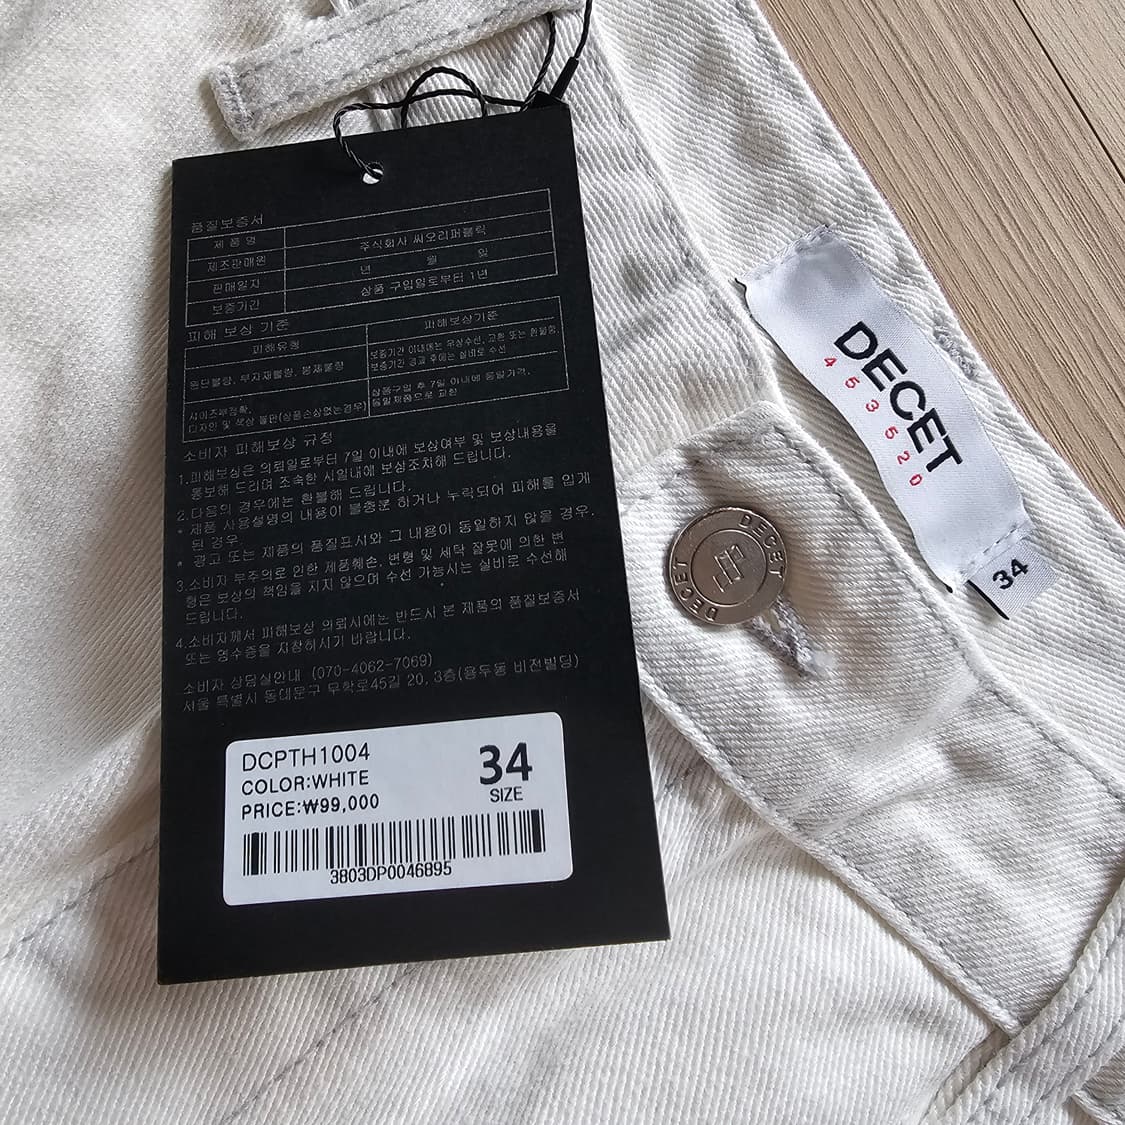 품질보증서
제 품 명
제조판매원 주식회사 씨오리퍼블릭
판매일자 년 월 일
보증기간 상품 구입일로부터 1년
피해 보상 기준
피해유형 피해보상기준
원단불량, 부자재불량, 봉제불량
보증기간 이내에는 무상수선, 교환 또는 환불함,
보증기간 경과 후에는 실비로 수선
사이즈부정확,
디자인 및 색상 불만(상품손상없는경우)
상품구입 후 7일 이내에 동일가격,
동일제품으로 교환
소비자 피해보상 규정
1.피해보상은 의뢰일로부터 7일 이내에 보상여부 및 보상내용을
통보해 드리며 조속한 시일내에 보상조차해 드립니다.
2.다음의 경우에는 환불해 드립니다.
* 제품 사용설명의 내용이 불충분 하거나 누락되어 피해를 입게
된 경우.
* 광고 또는 제품의 품질표시와 그 내용이 동일하지 않을 경우.
3.소비자 부주의로 인한 제품훼손, 변형 및 세탁 잘못에 의한 변
형은 보상의 책임을 지지 않으며 수선 가능시는 실비로 수선해
드립니다.
4.소비자께서 피해보상 의뢰시에는 반드시 본 제품의 품질보증서
또는 영수증을 지참하시기 바랍니다.
소비자 상담실안내 (070-4062-7069)
서울 특별시 동대문구 무학로45길 20, 3층(용두동 비전빌딩)
DCPTH1004
COLOR:WHITE
PRICE:₩99,000
34
SIZE
3803DP0046895
DECET
453520
34
DECET
DECET
DECET